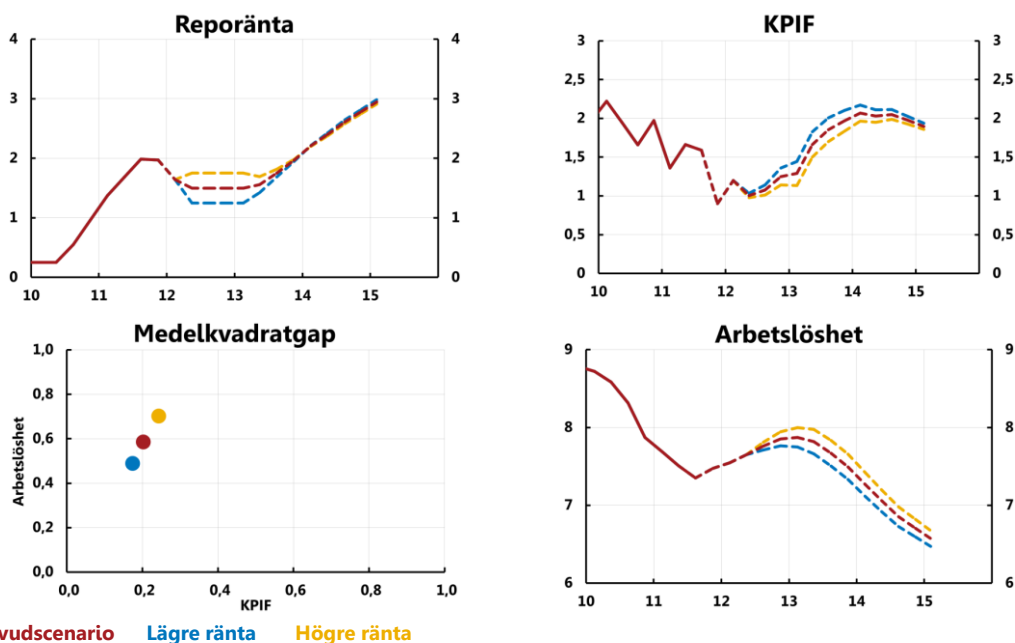 Reporänta
4 4
3 3
2 2
1 1
0 0
10 11 12 13 14 15
KPIF
3 3
2,5 2,5
2 2
1,5 1,5
1 1
0,5 0,5
0 0
10 11 12 13 14 15
Medelkvadratgap
1,0
0,8
0,6
0,4
0,2
0,0
Arbetslöshet
0,0 0,2 0,4 0,6 0,8 1,0
KPIF
Arbetslöshet
9 9
8 8
7 7
6 6
10 11 12 13 14 15
vudscenario Lägre ränta Högre ränta